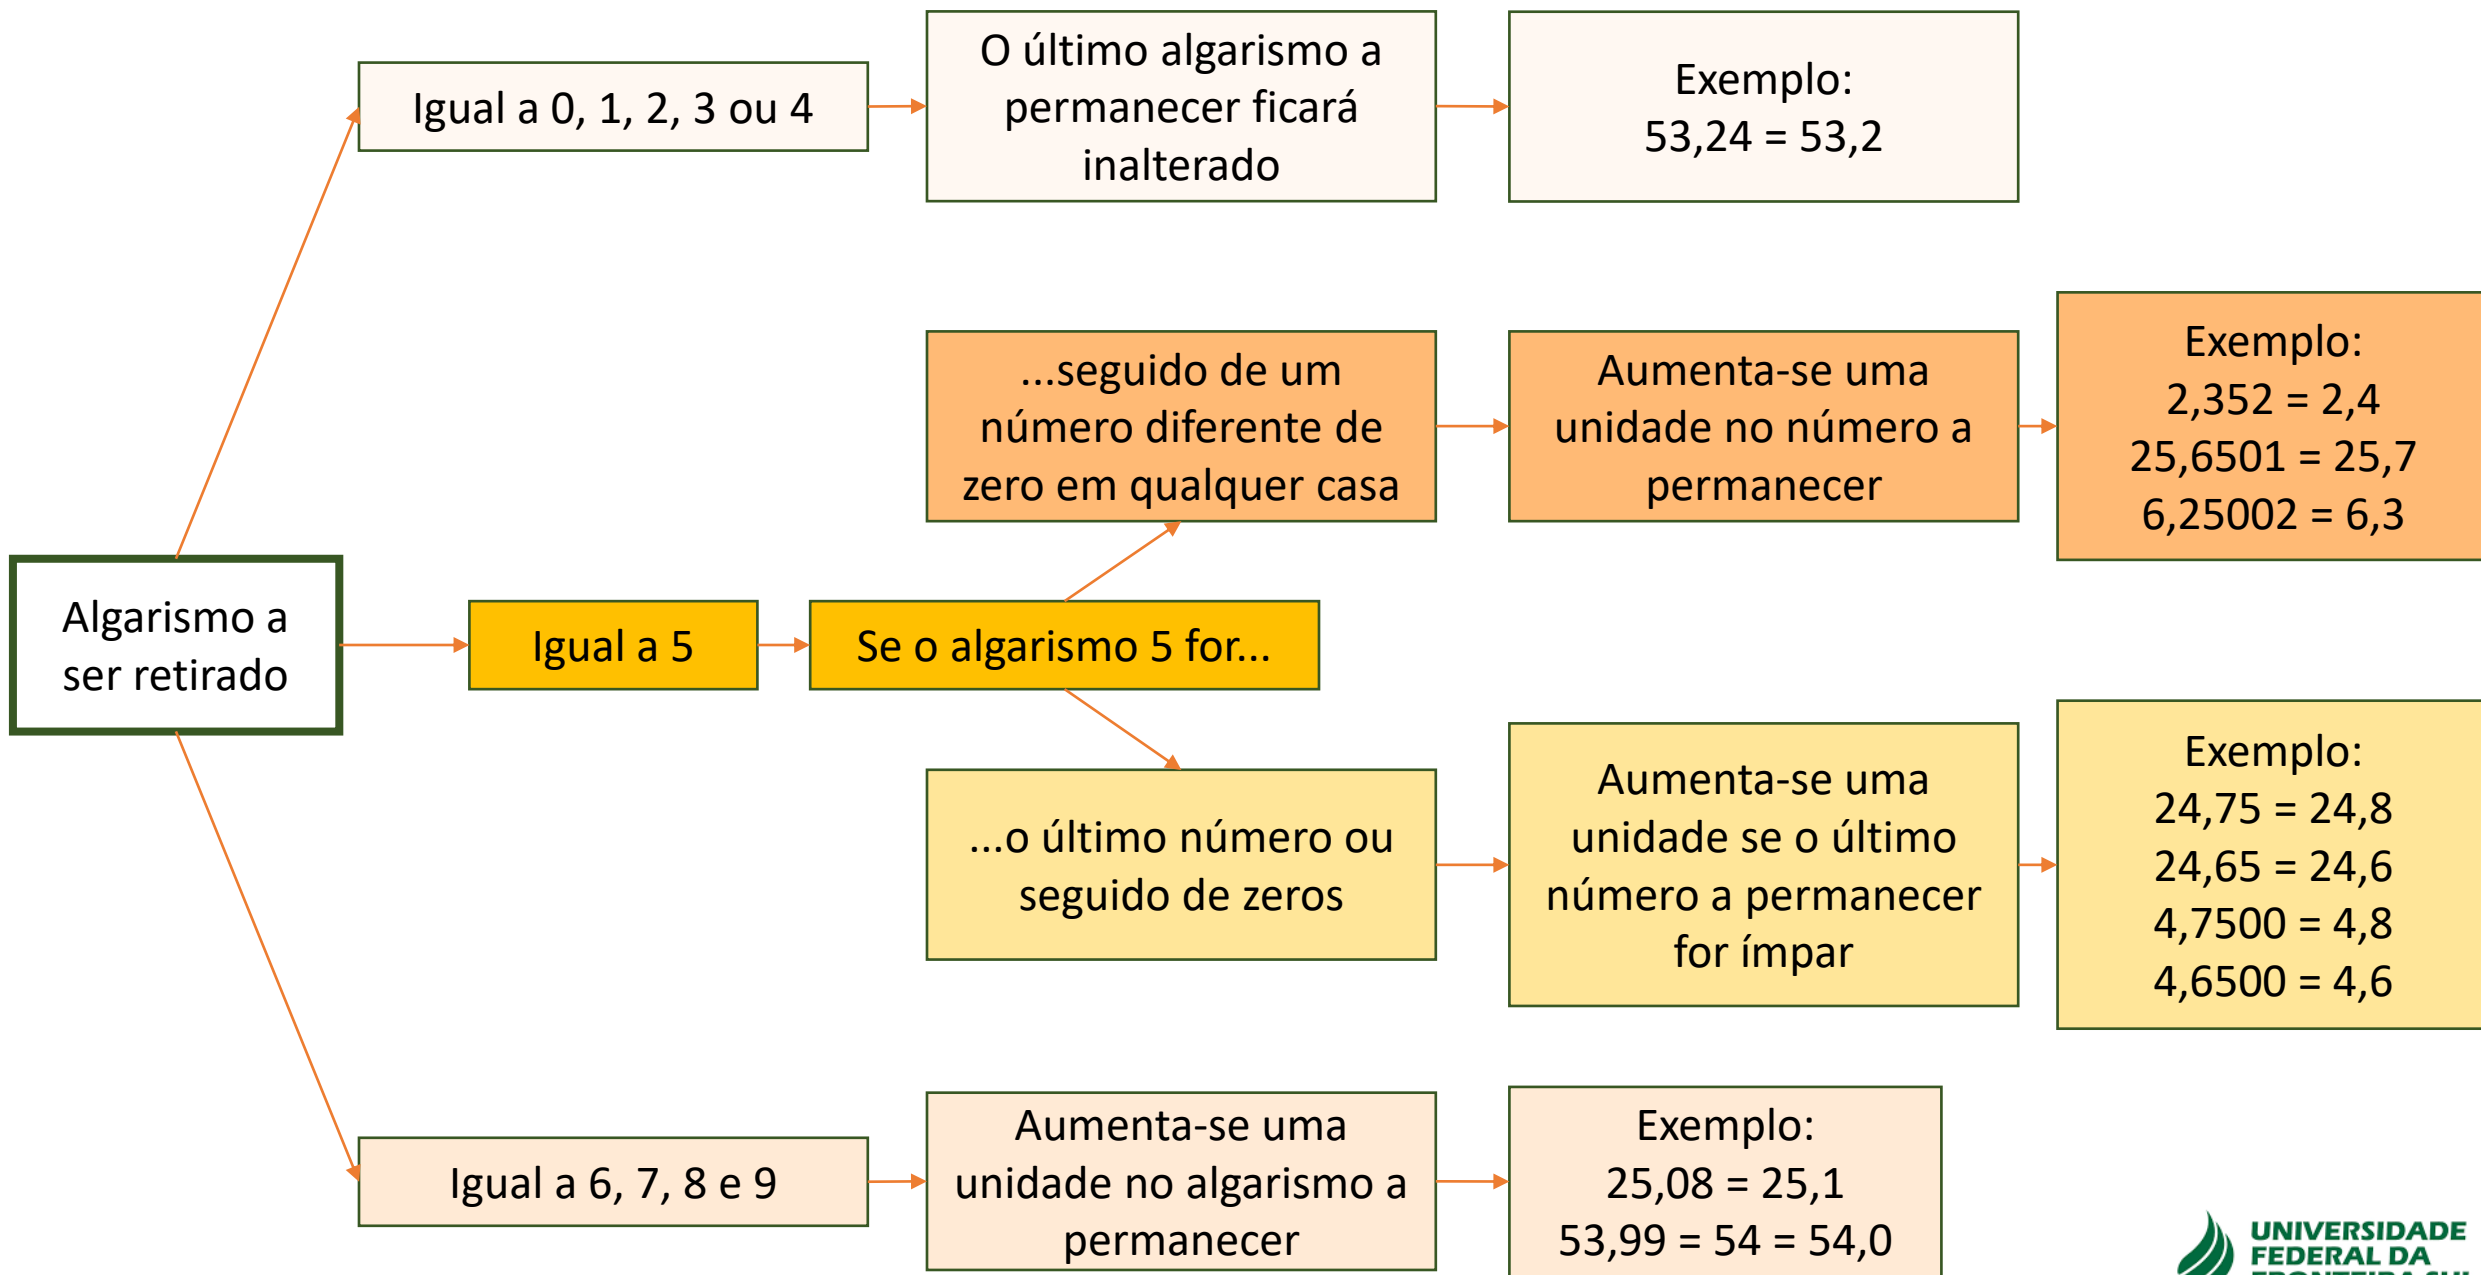 Igual a 0, 1, 2, 3 ou 4
O último algarismo a
permanecer ficará
inalterado
Exemplo:
53,24 = 53,2
...seguido de um
número diferente de
zero em qualquer casa
Aumenta-se uma
unidade no número a
permanecer
Exemplo:
2,352 = 2,4
25,6501 = 25,7
6,25002 = 6,3
Algarismo a
ser retirado
Igual a 5
Se o algarismo 5 for...
...o último número ou
seguido de zeros
Aumenta-se uma
unidade se o último
número a permanecer
for ímpar
Exemplo:
24,75 = 24,8
24,65 = 24,6
4,7500 = 4,8
4,6500 = 4,6
Igual a 6, 7, 8 e 9
Aumenta-se uma
unidade no algarismo a
permanecer
Exemplo:
25,08 = 25,1
53,99 = 54 = 54,0
UNIVERSIDADE
FEDERAL DA
FRONTEIRA SUL